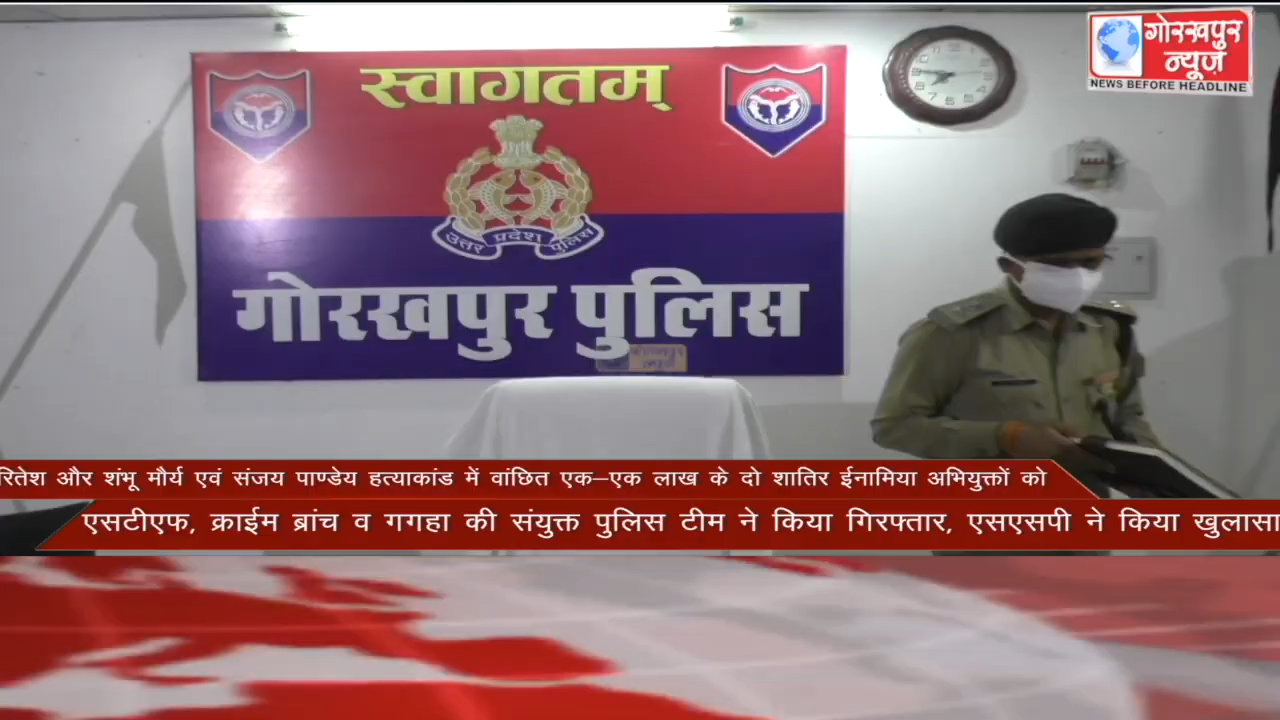 स्वागतम्
उत्तर प्रदेश पुलिस
गोरखपुर पुलिस
गोरखपुर
न्यूज़
NEWS BEFORE HEADLINE
रितेश और शंभू मौर्य एवं संजय पाण्डेय हत्याकांड में वांछित एक–एक लाख के दो शातिर ईनामिया अभियुक्तों को
एसटीएफ, क्राईम ब्रांच व गगहा की संयुक्त पुलिस टीम ने किया गिरफ्तार, एसएसपी ने किया खुलासा